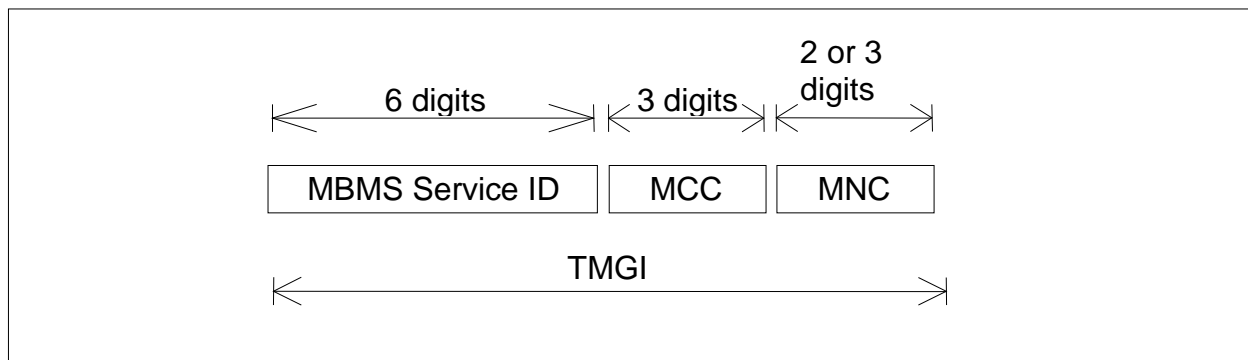 2 or 3
digits
6 digits
3 digits
MBMS Service ID
MCC
MNC
TMGI